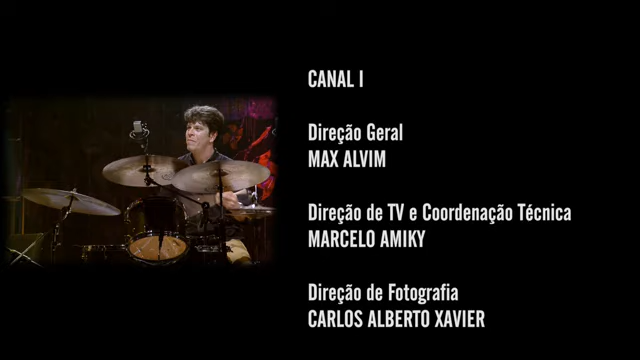 CANAL I
Direção Geral
MAX ALVIM
Direção de TV e Coordenação Técnica
MARCELO AMIKY
Direção de Fotografia
CARLOS ALBERTO XAVIER